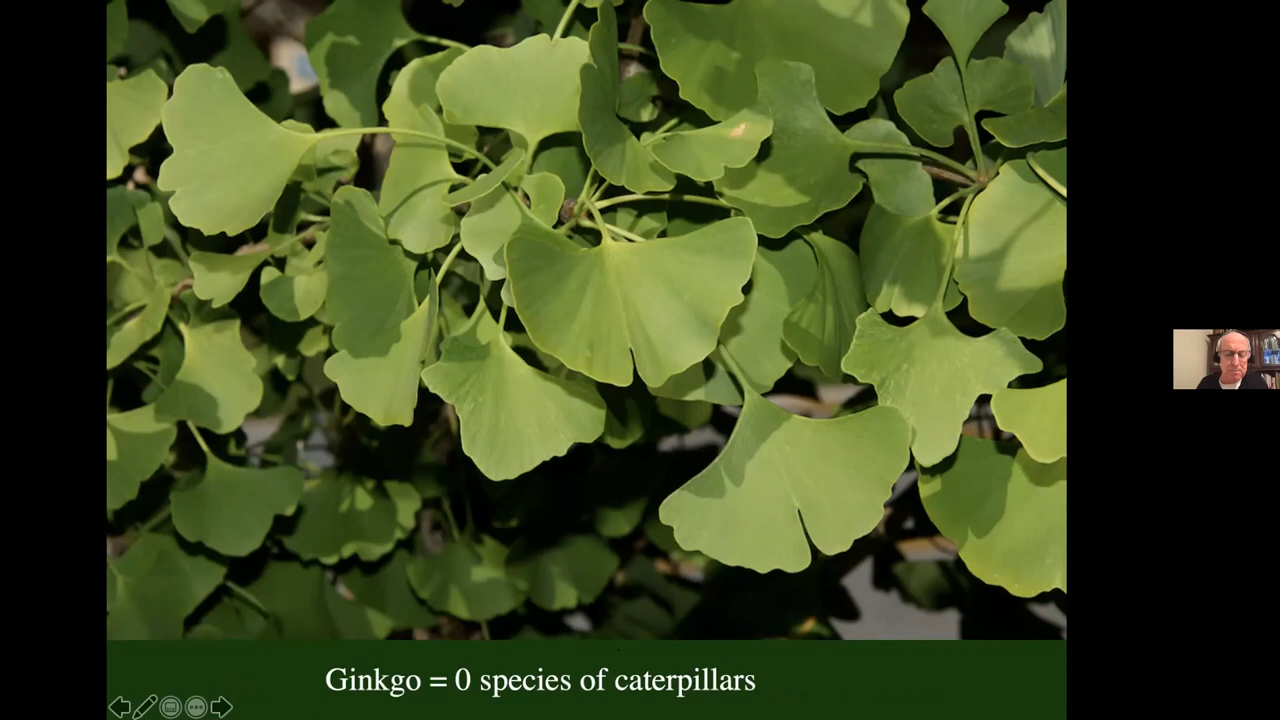 Ginkgo = 0 species of caterpillars